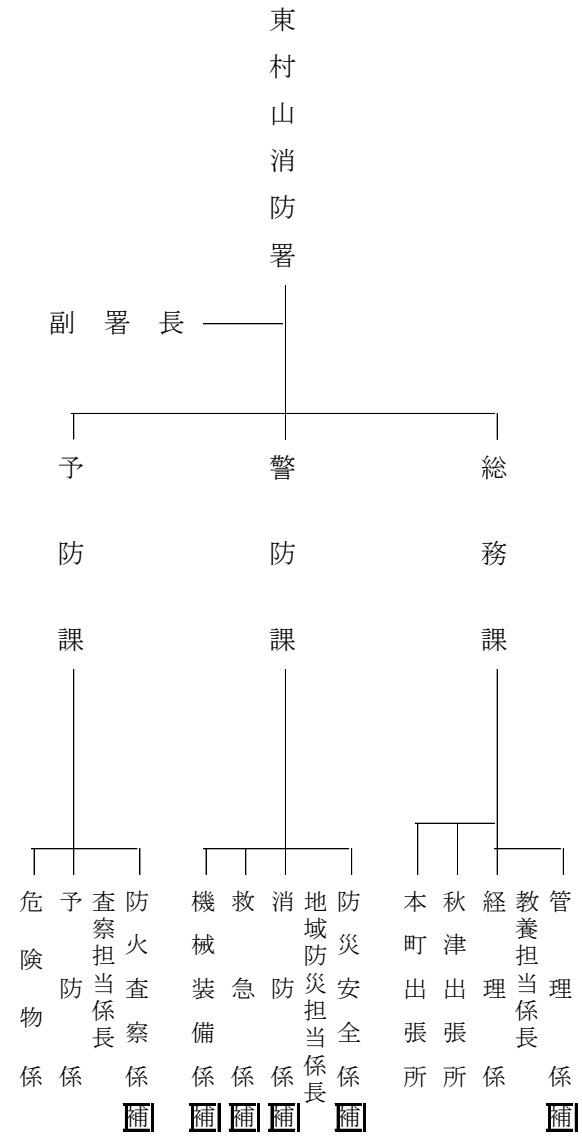 東村山消防署
副署長
総務課
警防課
予防課
管理係 補
教養担当係長
経理係
秋津出張所
本町出張所
防災安全係 補
地域防災担当係長
消防係 補
救急係 補
機械装備係 補
防火査察係 補
査察担当係長
予防係
危険物係